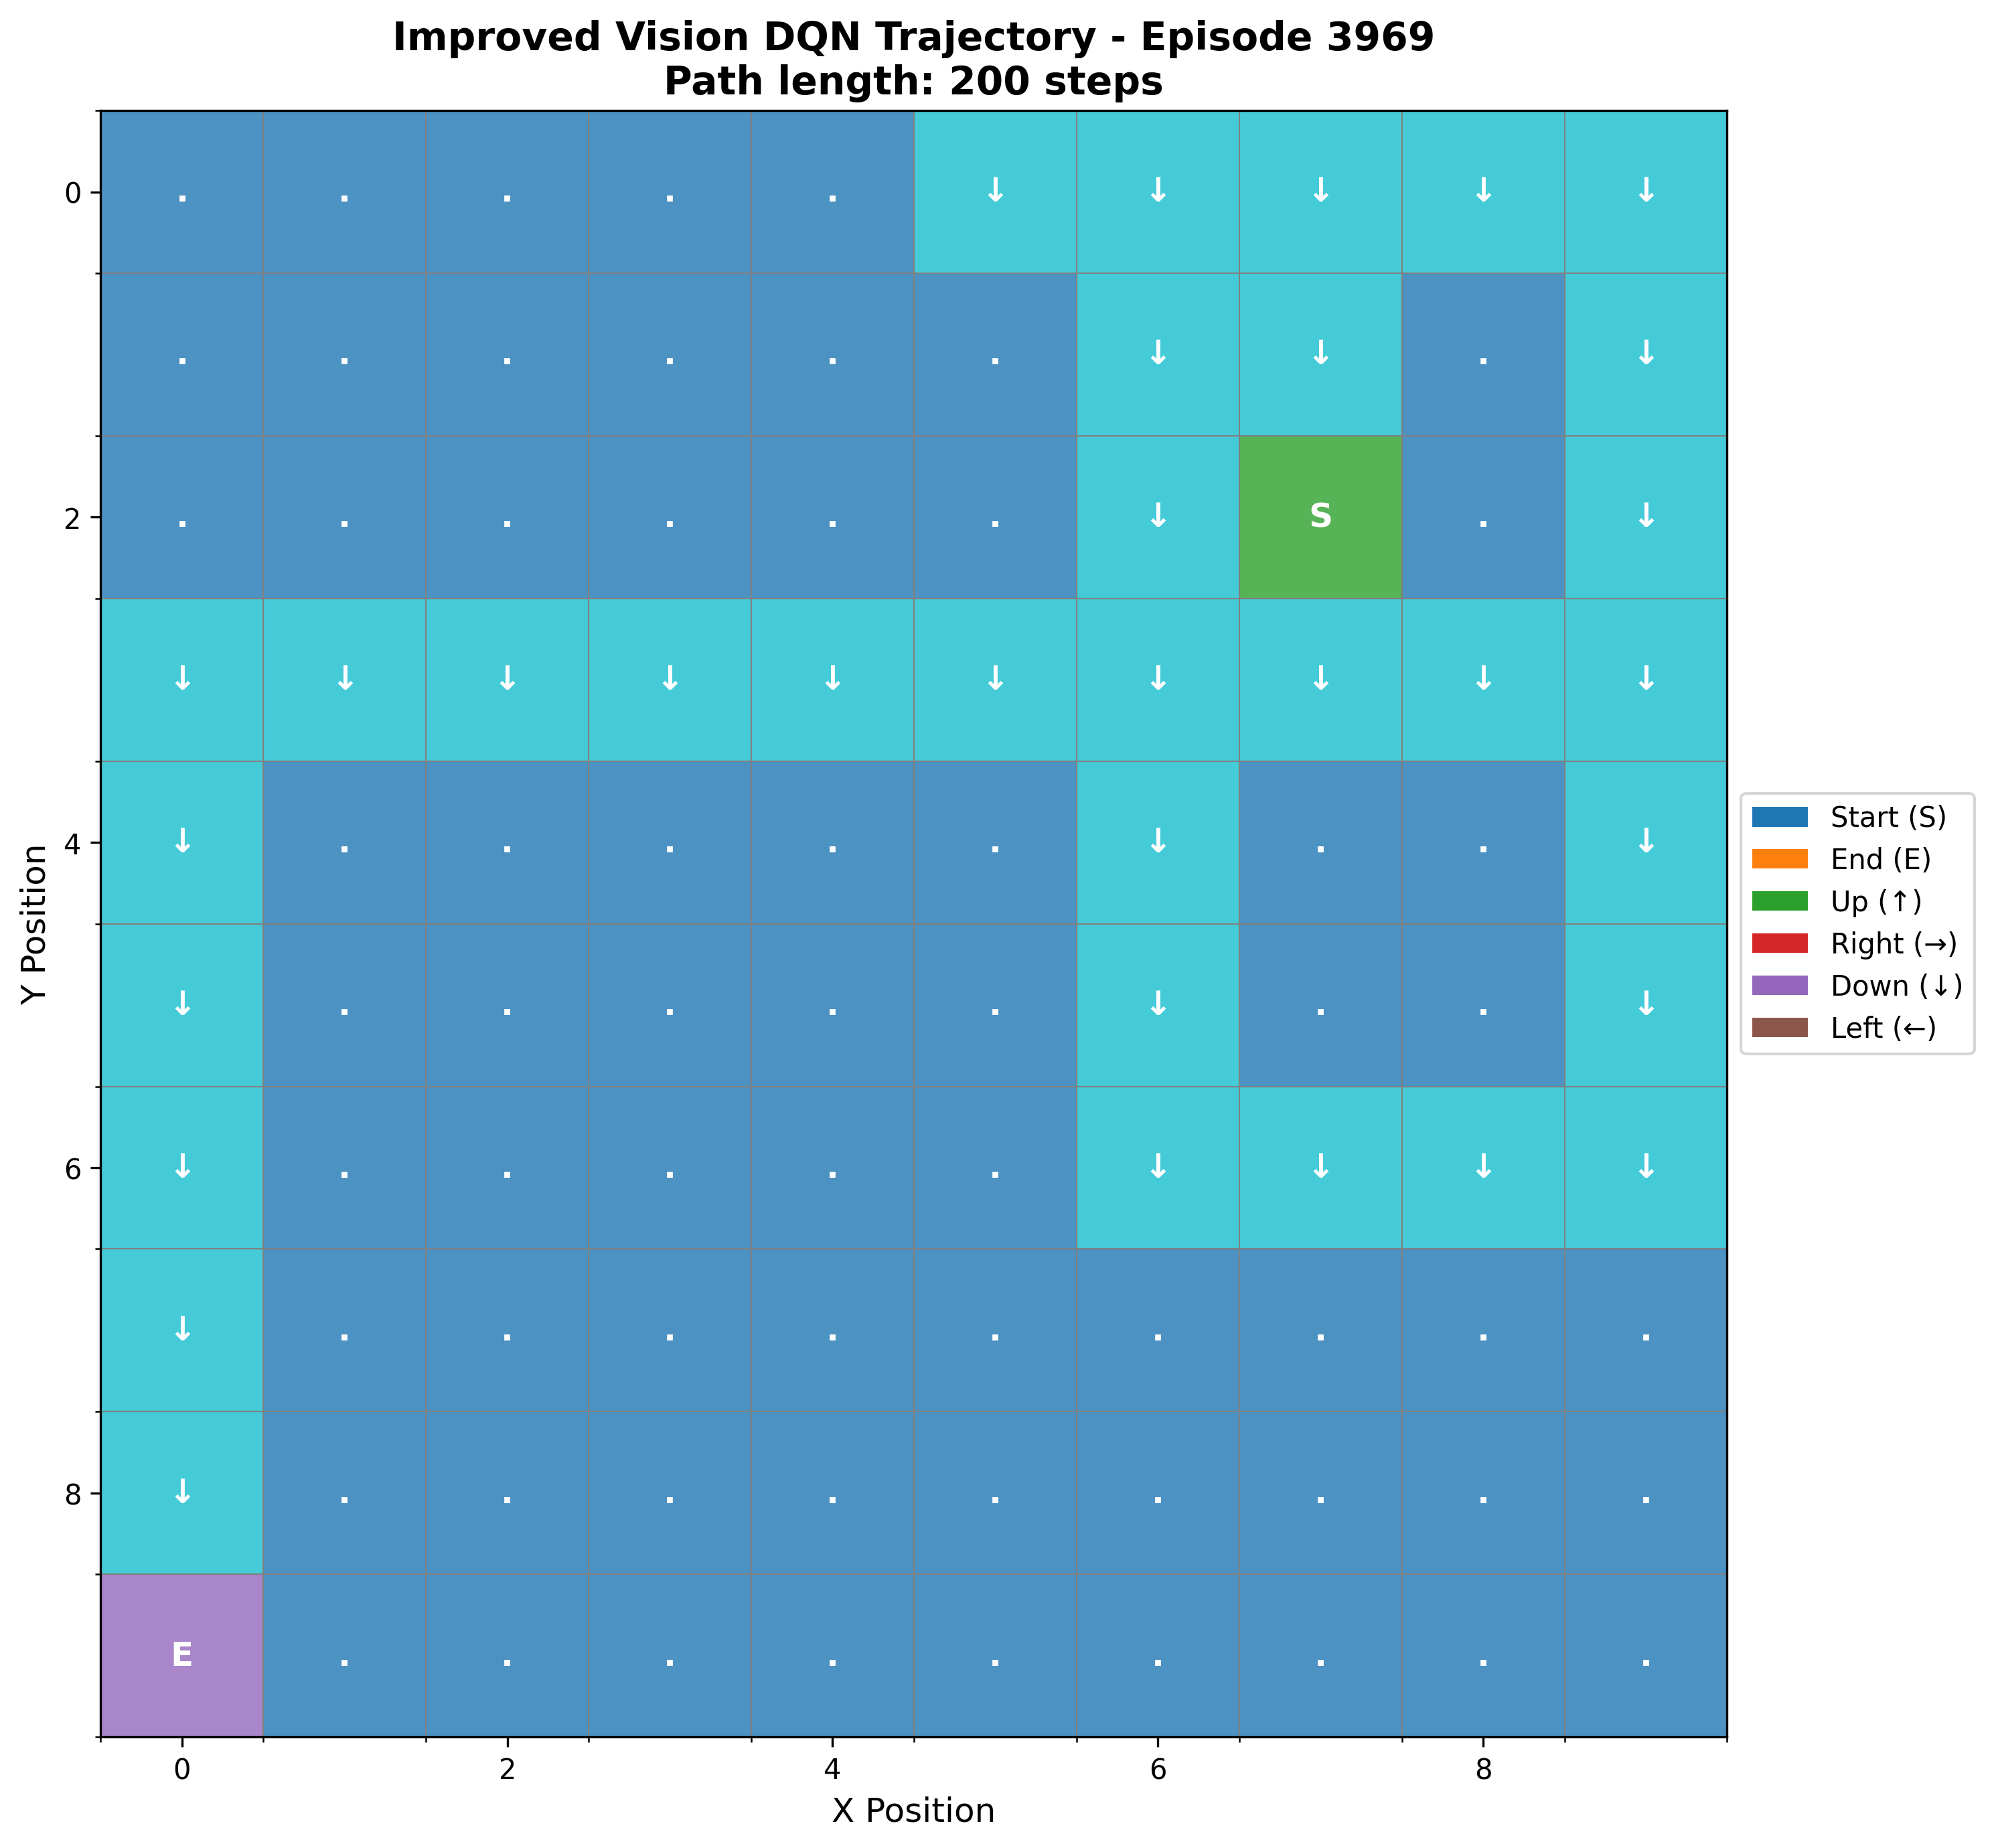 Improved Vision DQN Trajectory - Episode 3969
Path length: 200 steps
0 . . . . . ↓ ↓ ↓ ↓ ↓
. . . . . . ↓ ↓ . ↓
2 . . . . . . ↓ S . ↓
↓ ↓ ↓ ↓ ↓ ↓ ↓ ↓ ↓ ↓
4 ↓ . . . . . ↓ . . ↓
↓ . . . . . ↓ . . ↓
6 ↓ . . . . . ↓ ↓ ↓ ↓
↓ . . . . . . . . .
8 ↓ . . . . . . . . .
E . . . . . . . . .
0 2 4 6 8
X Position
Y Position
Start (S)
End (E)
Up (↑)
Right (→)
Down (↓)
Left (←)